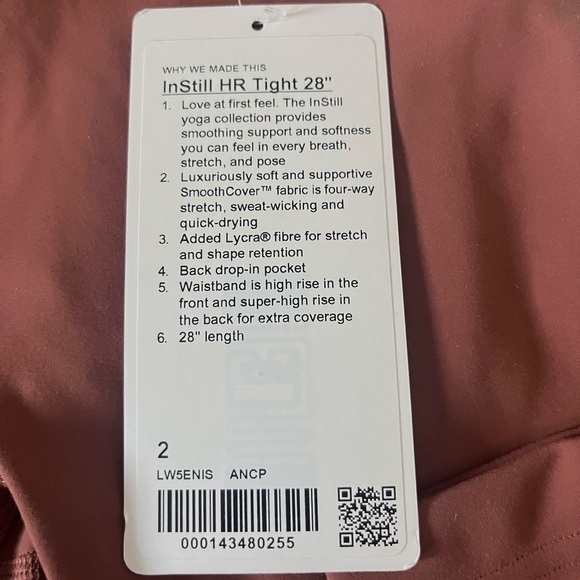 WHY WE MADE THIS
InStill HR Tight 28"
1. Love at first feel. The InStill
yoga collection provides
smoothing support and softness
you can feel in every breath,
stretch, and pose
2. Luxuriously soft and supportive
SmoothCover™ fabric is four-way
stretch, sweat-wicking and
quick-drying
3. Added Lycra® fibre for stretch
and shape retention
4. Back drop-in pocket
5. Waistband is high rise in the
front and super-high rise in
the back for extra coverage
6. 28" length
2
LW5ENIS ANCP
000143480255